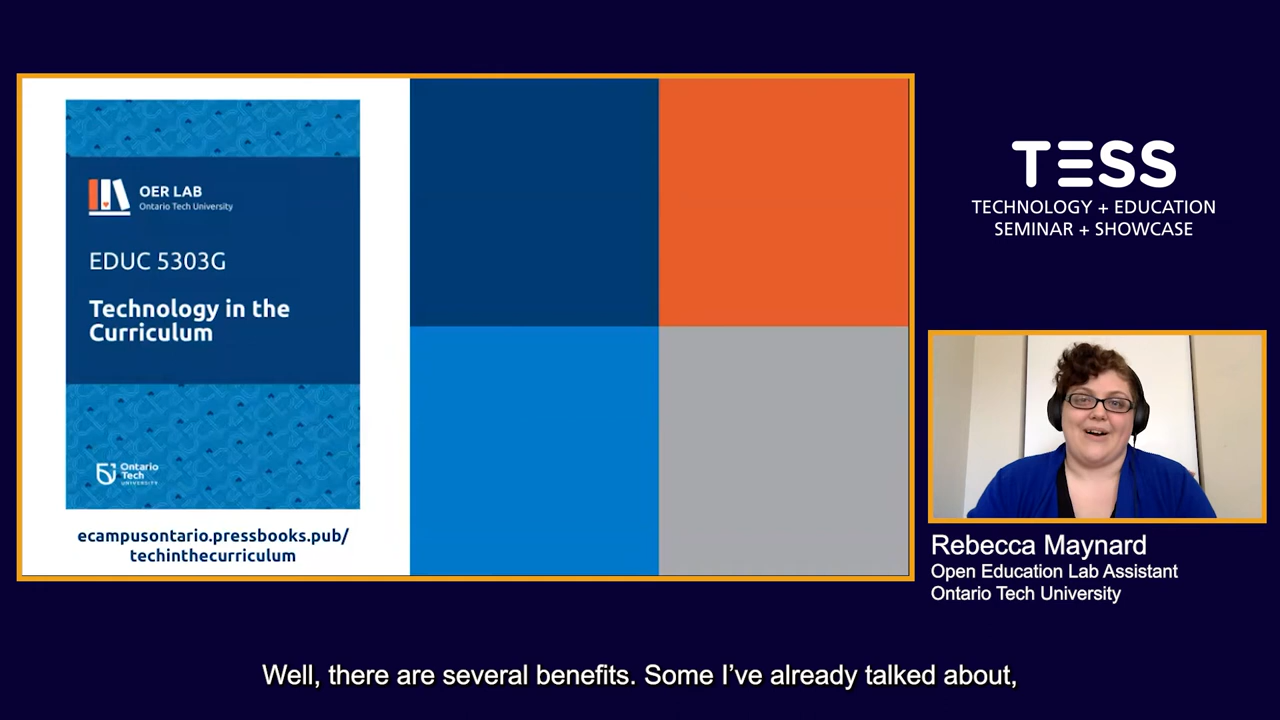 OER LAB
Ontario Tech University
EDUC 5303G
Technology in the
Curriculum
Ontario
Tech
UNIVERSITY
ecampusontario.pressbooks.pub/
techinthecurriculum
TESS
TECHNOLOGY + EDUCATION
SEMINAR + SHOWCASE
Rebecca Maynard
Open Education Lab Assistant
Ontario Tech University
Well, there are several benefits. Some I’ve already talked about,